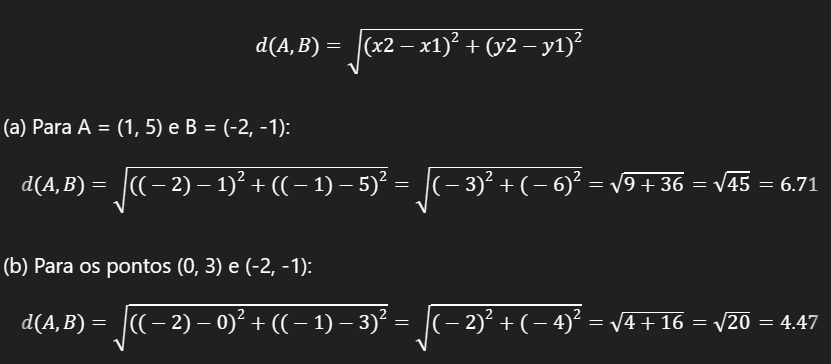 d(A, B) = √((x2 − x1)² + (y2 − y1)²)
(a) Para A = (1, 5) e B = (-2, -1):
d(A, B) = √(((− 2) − 1)² + ((− 1) − 5)²) = √((− 3)² + (− 6)²) = √(9 + 36) = √45 = 6.71
(b) Para os pontos (0, 3) e (-2, -1):
d(A, B) = √(((− 2) − 0)² + ((− 1) − 3)²) = √((− 2)² + (− 4)²) = √(4 + 16) = √20 = 4.47